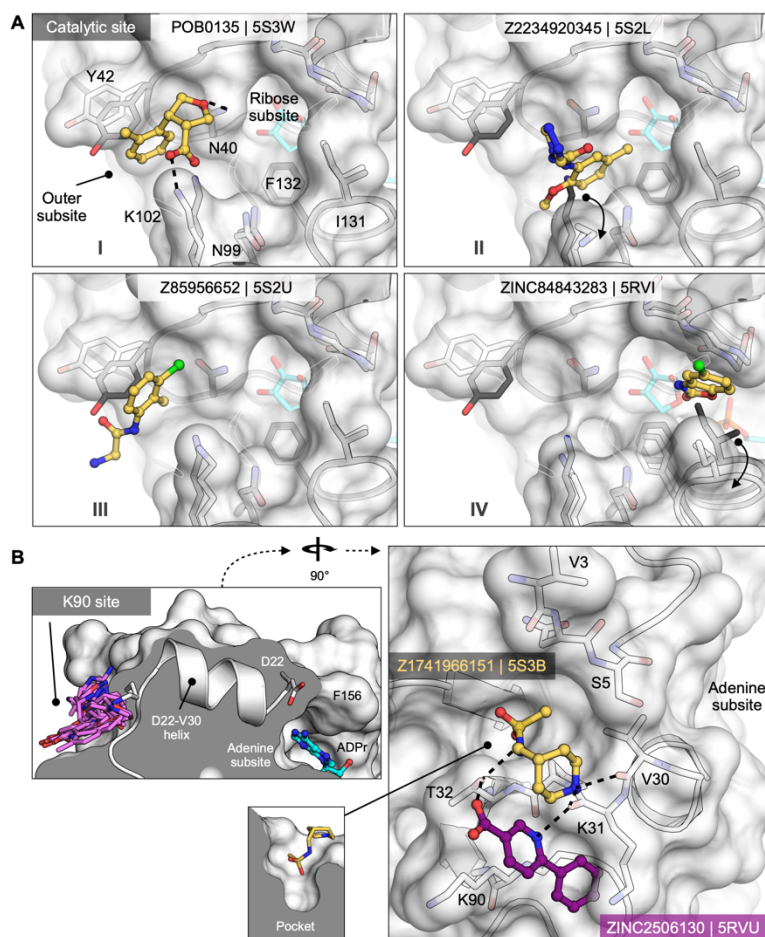 A
Catalytic site
POB0135 | 5S3W
Y42
Ribose
subsite
N40
Outer
subsite
F132
K102
I131
N99
I
Z2234920345 | 5S2L
II
Z85956652 | 5S2U
III
ZINC84843283 | 5RVI
IV
B
90°
K90 site
D22
D22-V30
helix
F156
Adenine
subsite
ADPr
Pocket
V3
Z1741966151 | 5S3B
S5
Adenine
subsite
T32
V30
K31
K90
ZINC2506130 | 5RVU